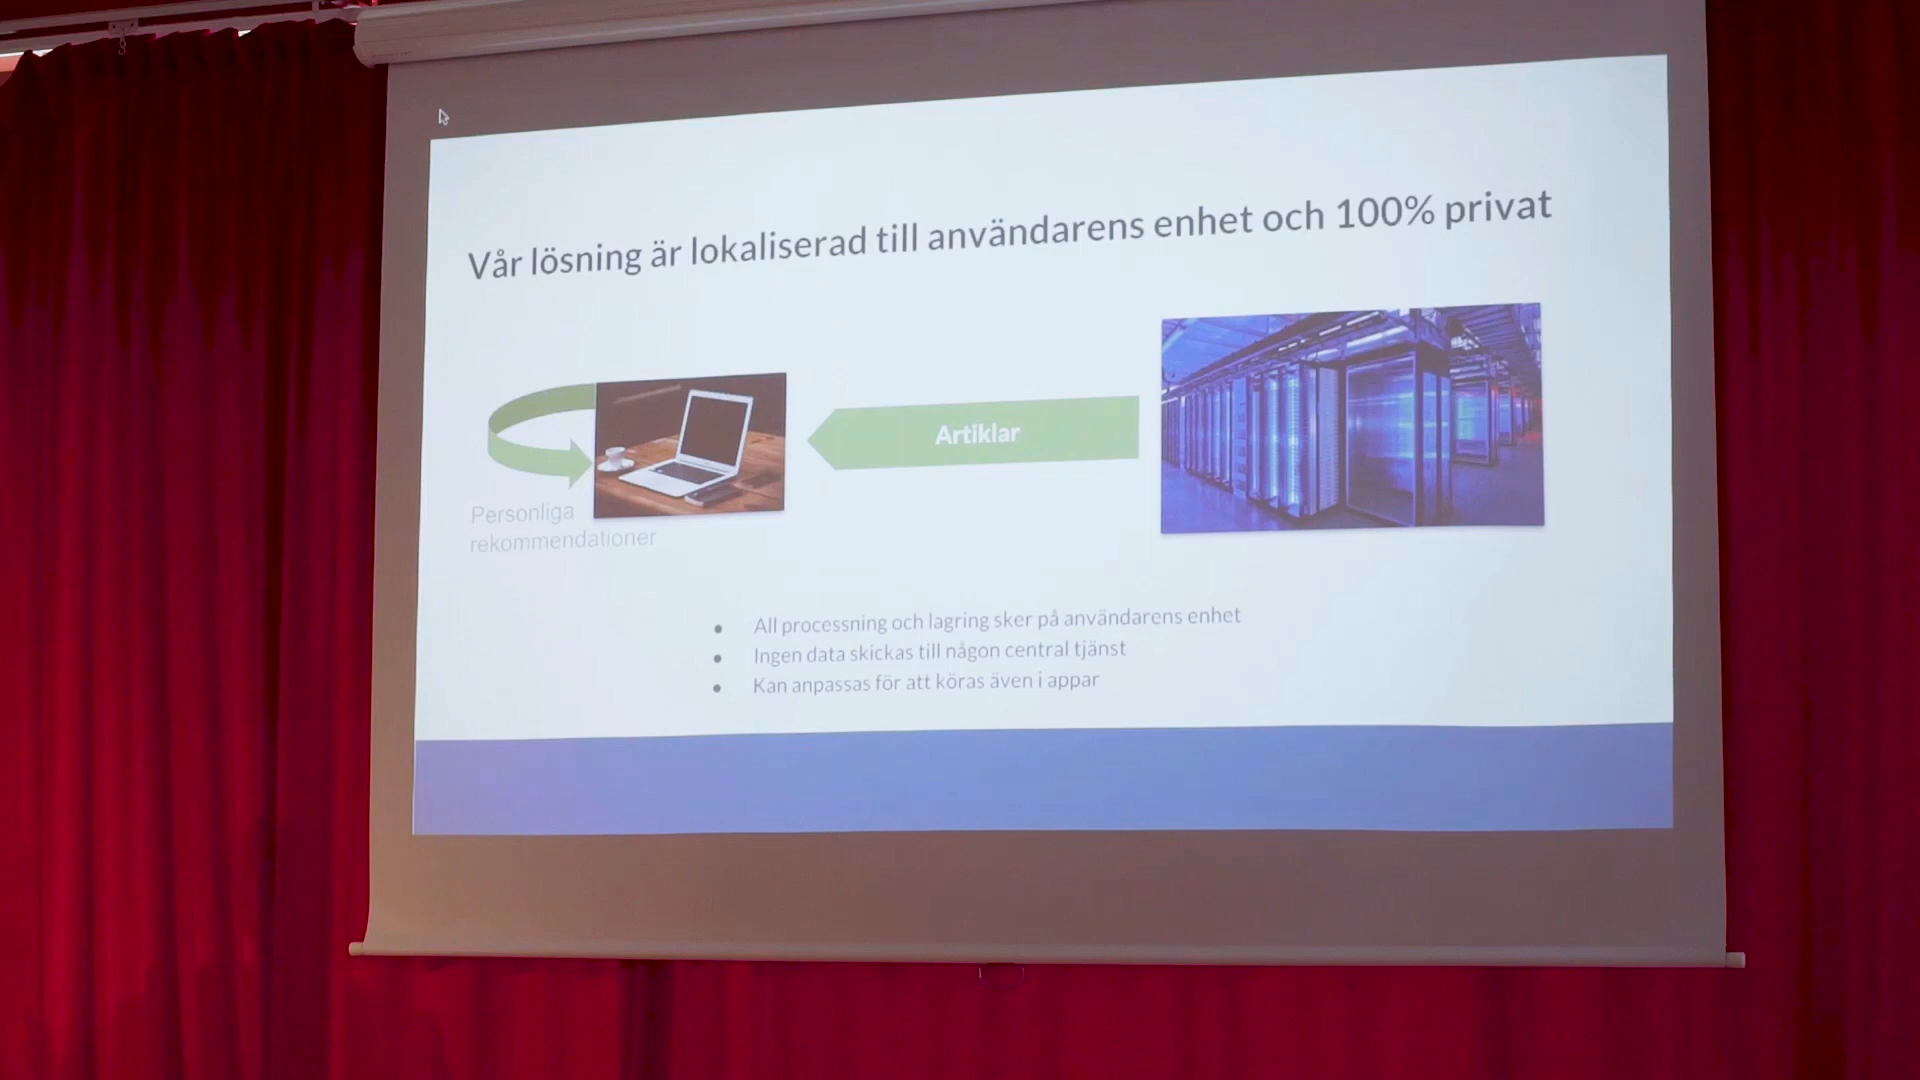 Vår lösning är lokaliserad till användarens enhet och 100% privat
Artiklar
Personliga
rekommendationer
All processning och lagring sker på användarens enhet
Ingen data skickas till någon central tjänst
Kan anpassas för att köras även i appar